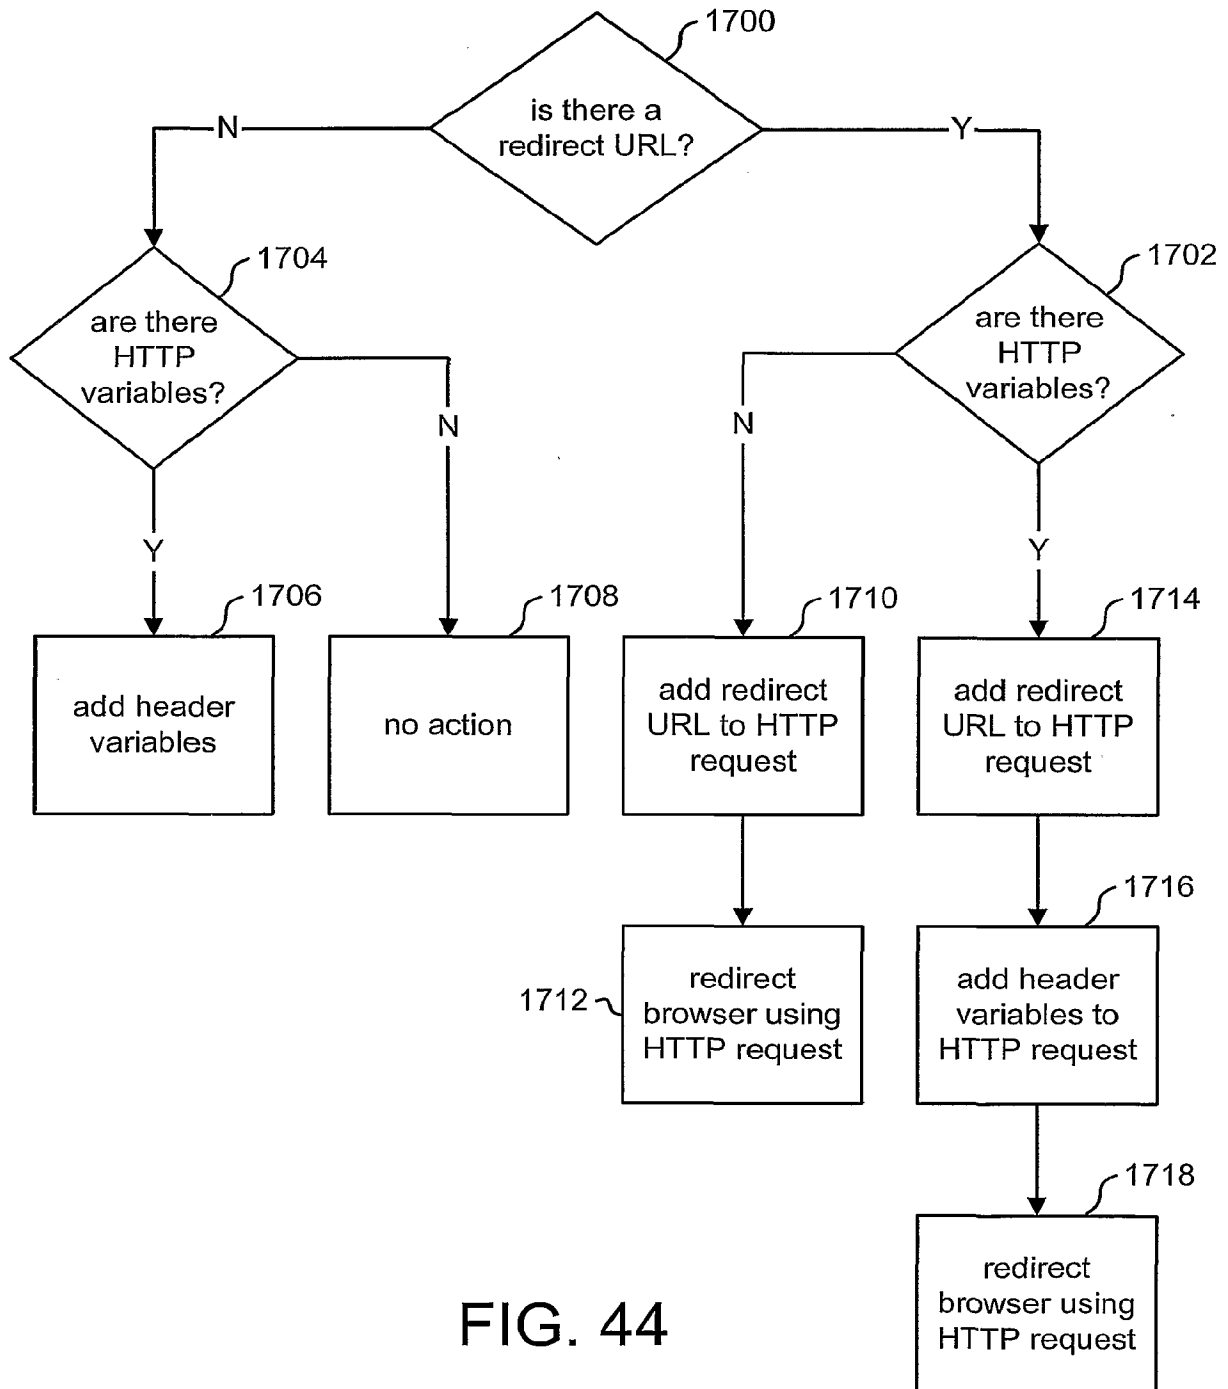 1700
is there a
redirect URL?
N
Y
1704
1702
are there
HTTP
variables?
are there
HTTP
variables?
N
N
Y
Y
1706
1708
1710
1714
add header
variables
no action
add redirect
URL to HTTP
request
add redirect
URL to HTTP
request
1716
1712
redirect
browser using
HTTP request
add header
variables to
HTTP request
1718
redirect
browser using
HTTP request
FIG. 44